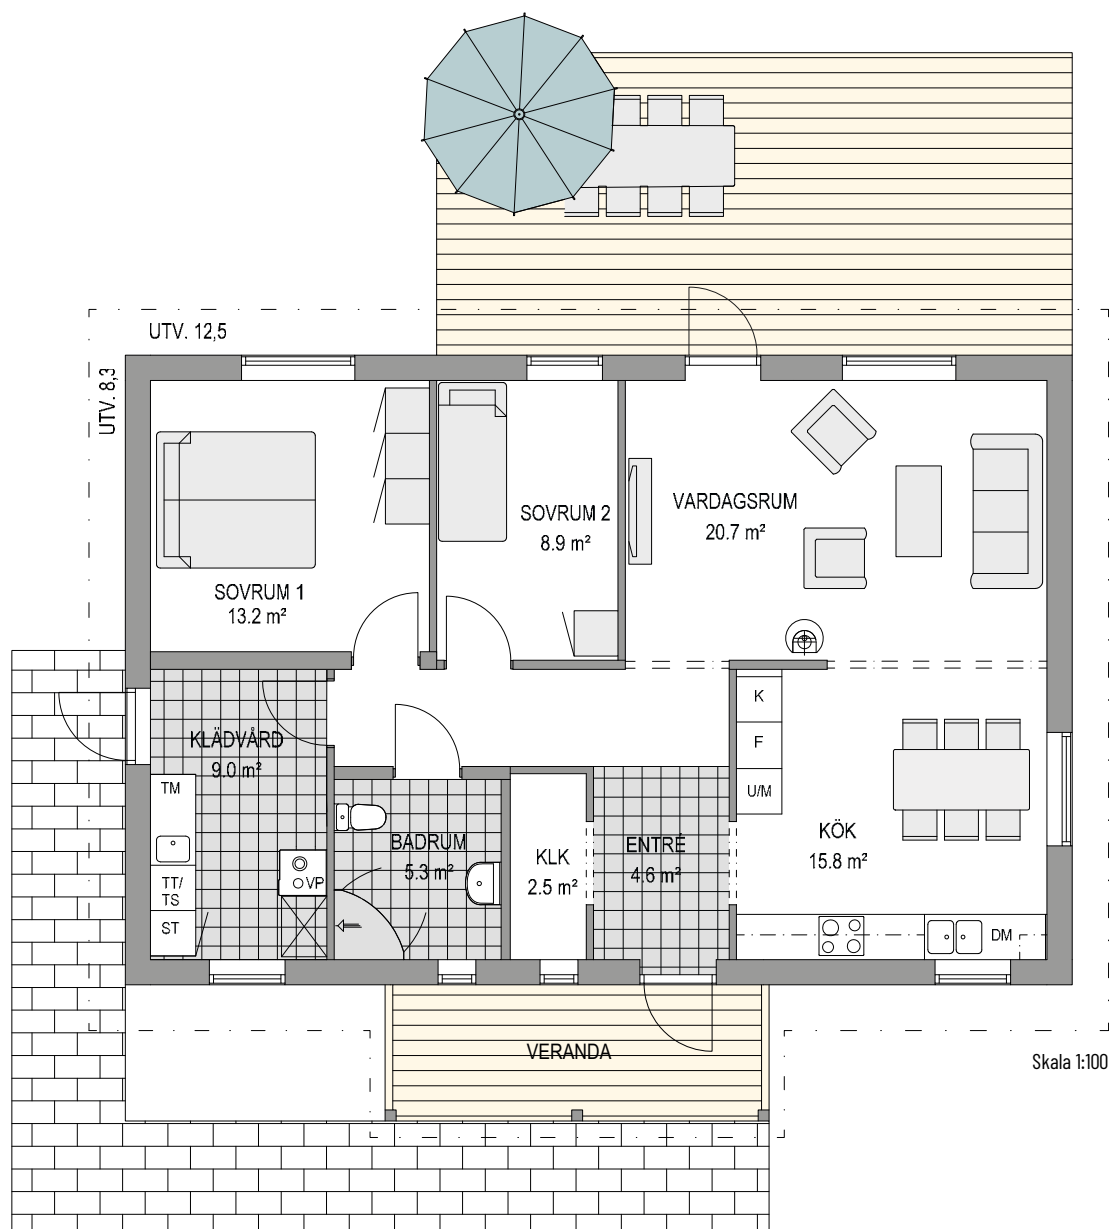 UTV. 12,5
UTV. 8,3
SOVRUM 1
13.2 m²
SOVRUM 2
8.9 m²
VARDAGSRUM
20.7 m²
KLÄDVÅRD
9.0 m²
TM
TT/
TS
ST
VP
BADRUM
5.3 m²
KLK
2.5 m²
ENTRÉ
4.6 m²
K
F
U/M
KÖK
15.8 m²
DM
VERANDA
Skala 1:100